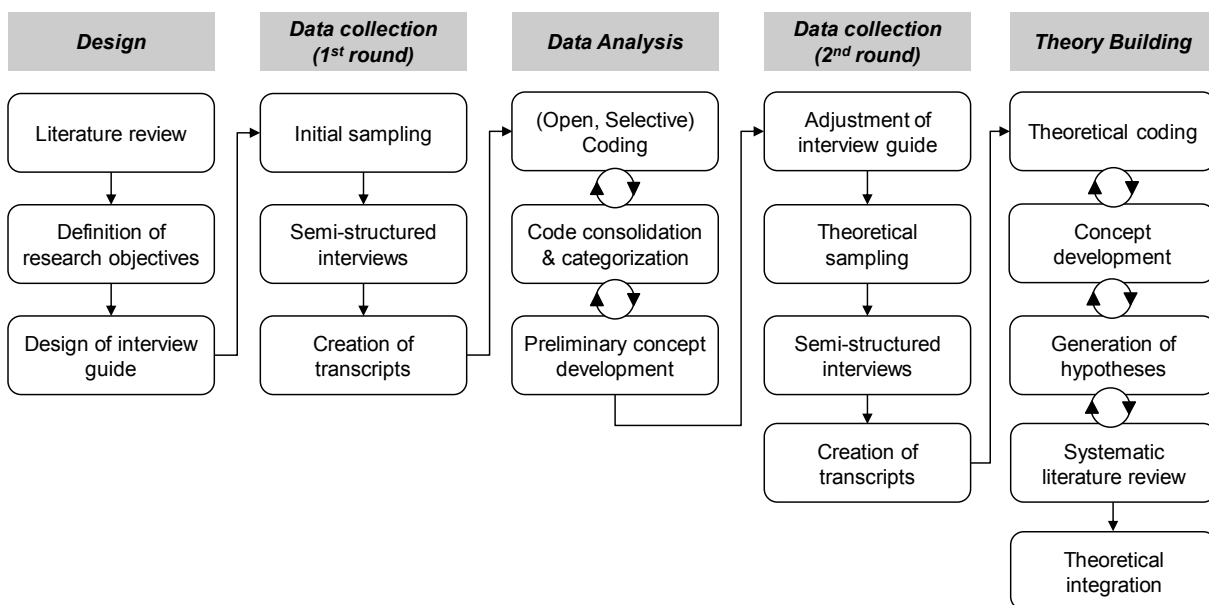 Design
Data collection
(1st round)
Data Analysis
Data collection
(2nd round)
Theory Building
Literature review
Definition of
research objectives
Design of interview
guide
Initial sampling
Semi-structured
interviews
Creation of
transcripts
(Open, Selective)
Coding
Code consolidation
& categorization
Preliminary concept
development
Adjustment of
interview guide
Theoretical
sampling
Semi-structured
interviews
Creation of
transcripts
Theoretical coding
Concept
development
Generation of
hypotheses
Systematic
literature review
Theoretical
integration